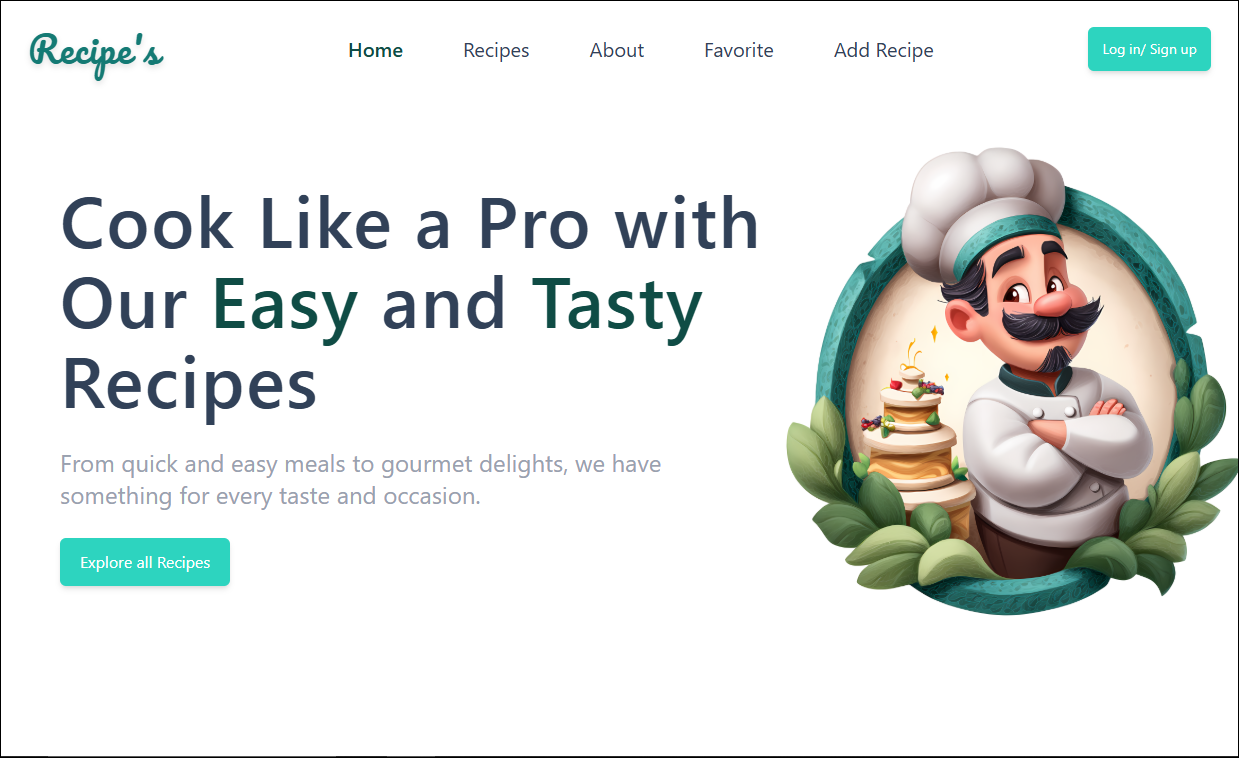 Recipe's
Home Recipes About Favorite Add Recipe
Log in/ Sign up
Cook Like a Pro with
Our Easy and Tasty
Recipes
From quick and easy meals to gourmet delights, we have
something for every taste and occasion.
Explore all Recipes